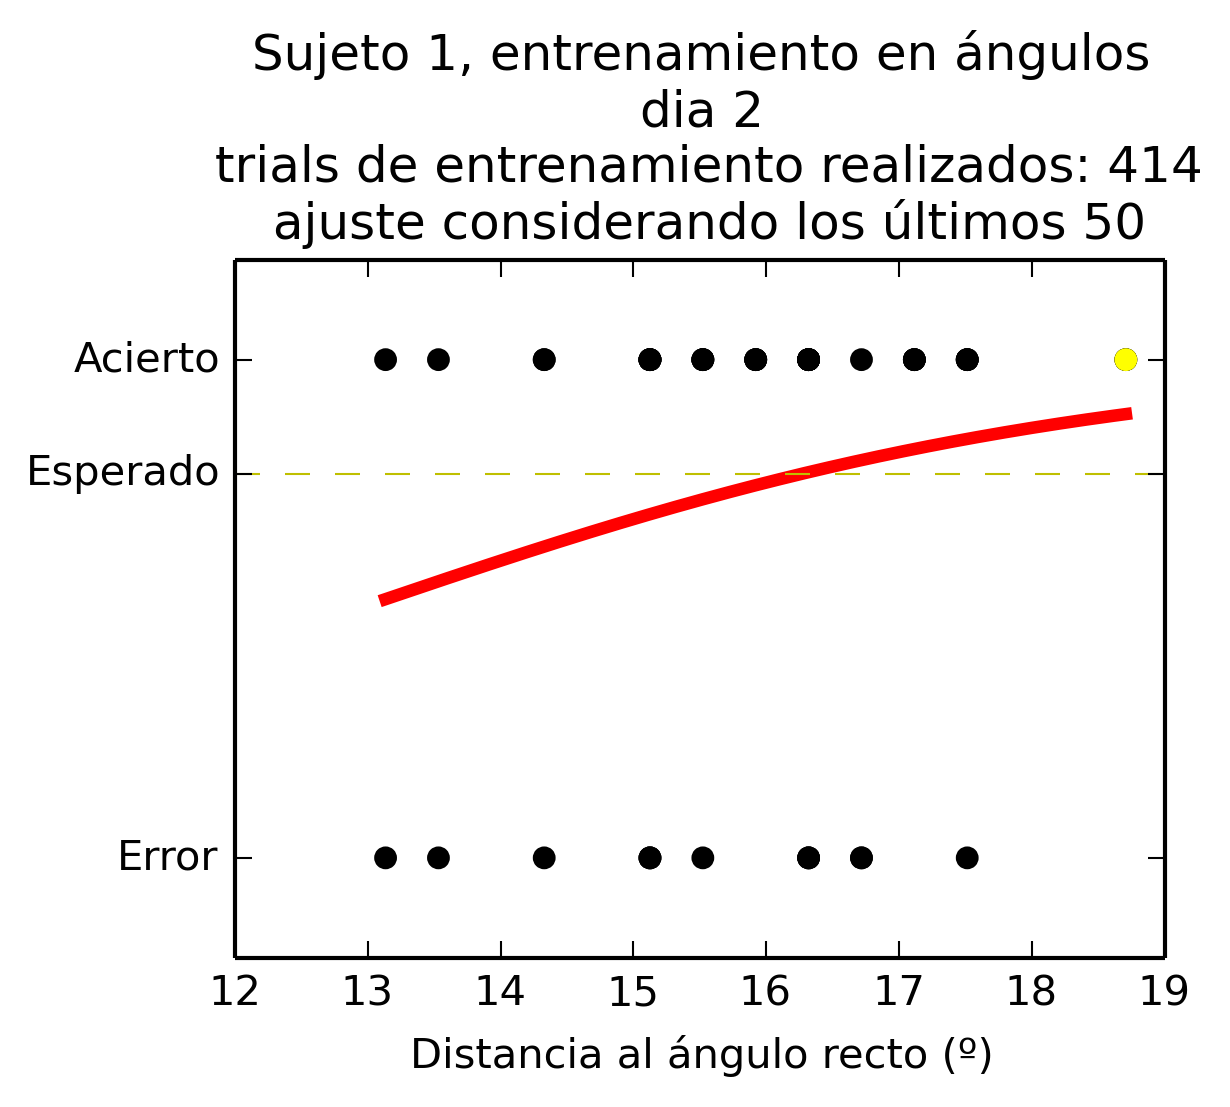 Sujeto 1, entrenamiento en ángulos
dia 2
trials de entrenamiento realizados: 414
ajuste considerando los últimos 50
Acierto
Esperado
Error
12 13 14 15 16 17 18 19
Distancia al ángulo recto (º)